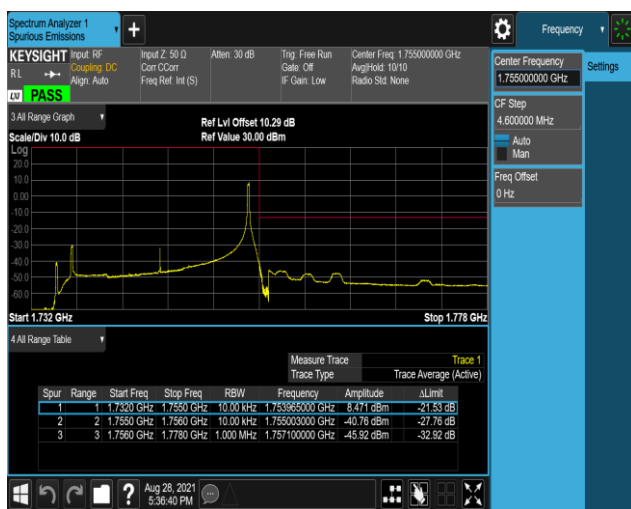 Spectrum Analyzer 1
Spurious Emissions
+
Frequency
KEYSIGHT Input: RF Input Z: 50 Ω Atten: 30 dB Trig: Free Run Center Freq: 1.755000000 GHz
R L Coupling: DC Corr CCorr Gate: Off Avg|Hold: 10/10
Align: Auto Freq Ref: Int (S) IF Gain: Low Radio Std: None
LXI PASS
3 All Range Graph
Ref Lvl Offset 10.29 dB
Scale/Div 10.0 dB Ref Value 30.00 dBm
Log
20.0
10.0
0.00
-10.0
-20.0
-30.0
-40.0
-50.0
-60.0
Start 1.732 GHz Stop 1.778 GHz
4 All Range Table
Measure Trace Trace 1
Trace Type Trace Average (Active)
Spur Range Start Freq Stop Freq RBW Frequency Amplitude ΔLimit
1 1 1.7320 GHz 1.7550 GHz 10.00 kHz 1.753965000 GHz 8.471 dBm -21.53 dB
2 2 1.7550 GHz 1.7560 GHz 10.00 kHz 1.755003000 GHz -40.76 dBm -27.76 dB
3 3 1.7560 GHz 1.7780 GHz 1.000 MHz 1.757100000 GHz -45.92 dBm -32.92 dB
Center Frequency
1.755000000 GHz
Settings
CF Step
4.600000 MHz
Auto
Man
Freq Offset
0 Hz
?
Aug 28, 2021
5:36:40 PM